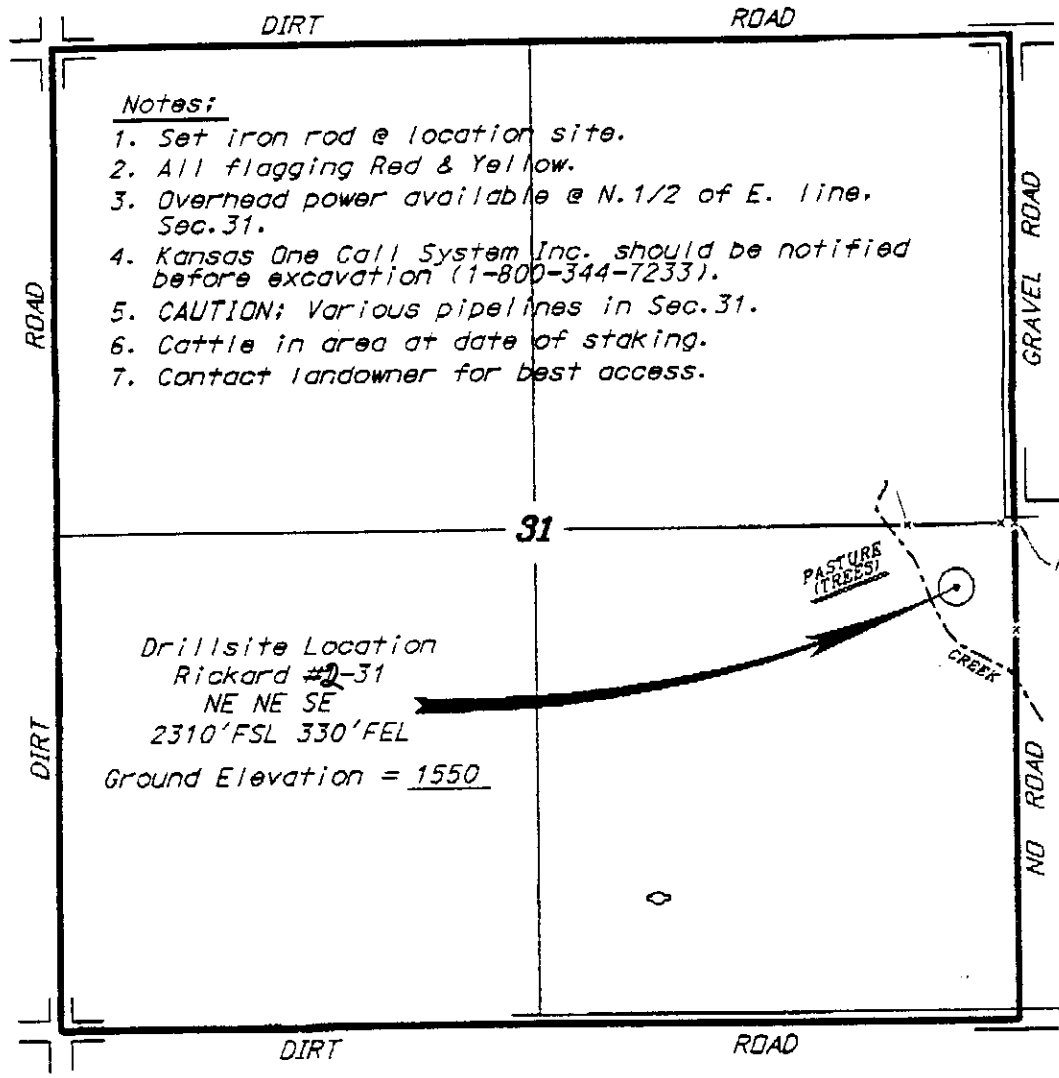 DIRT ROAD
Notes:
1. Set iron rod @ location site.
2. All flagging Red & Yellow.
3. Overhead power available @ N.1/2 of E. line,
Sec.31.
4. Kansas One Call System Inc. should be notified
before excavation (1-800-344-7233).
5. CAUTION: Various pipelines in Sec.31.
6. Cattle in area at date of staking.
7. Contact landowner for best access.
ROAD
GRAVEL ROAD
31
PASTURE
(TREES)
CREEK
Drillsite Location
Rickard #2-31
NE NE SE
2310'FSL 330'FEL
Ground Elevation = 1550
DIRT
NO ROAD
DIRT ROAD